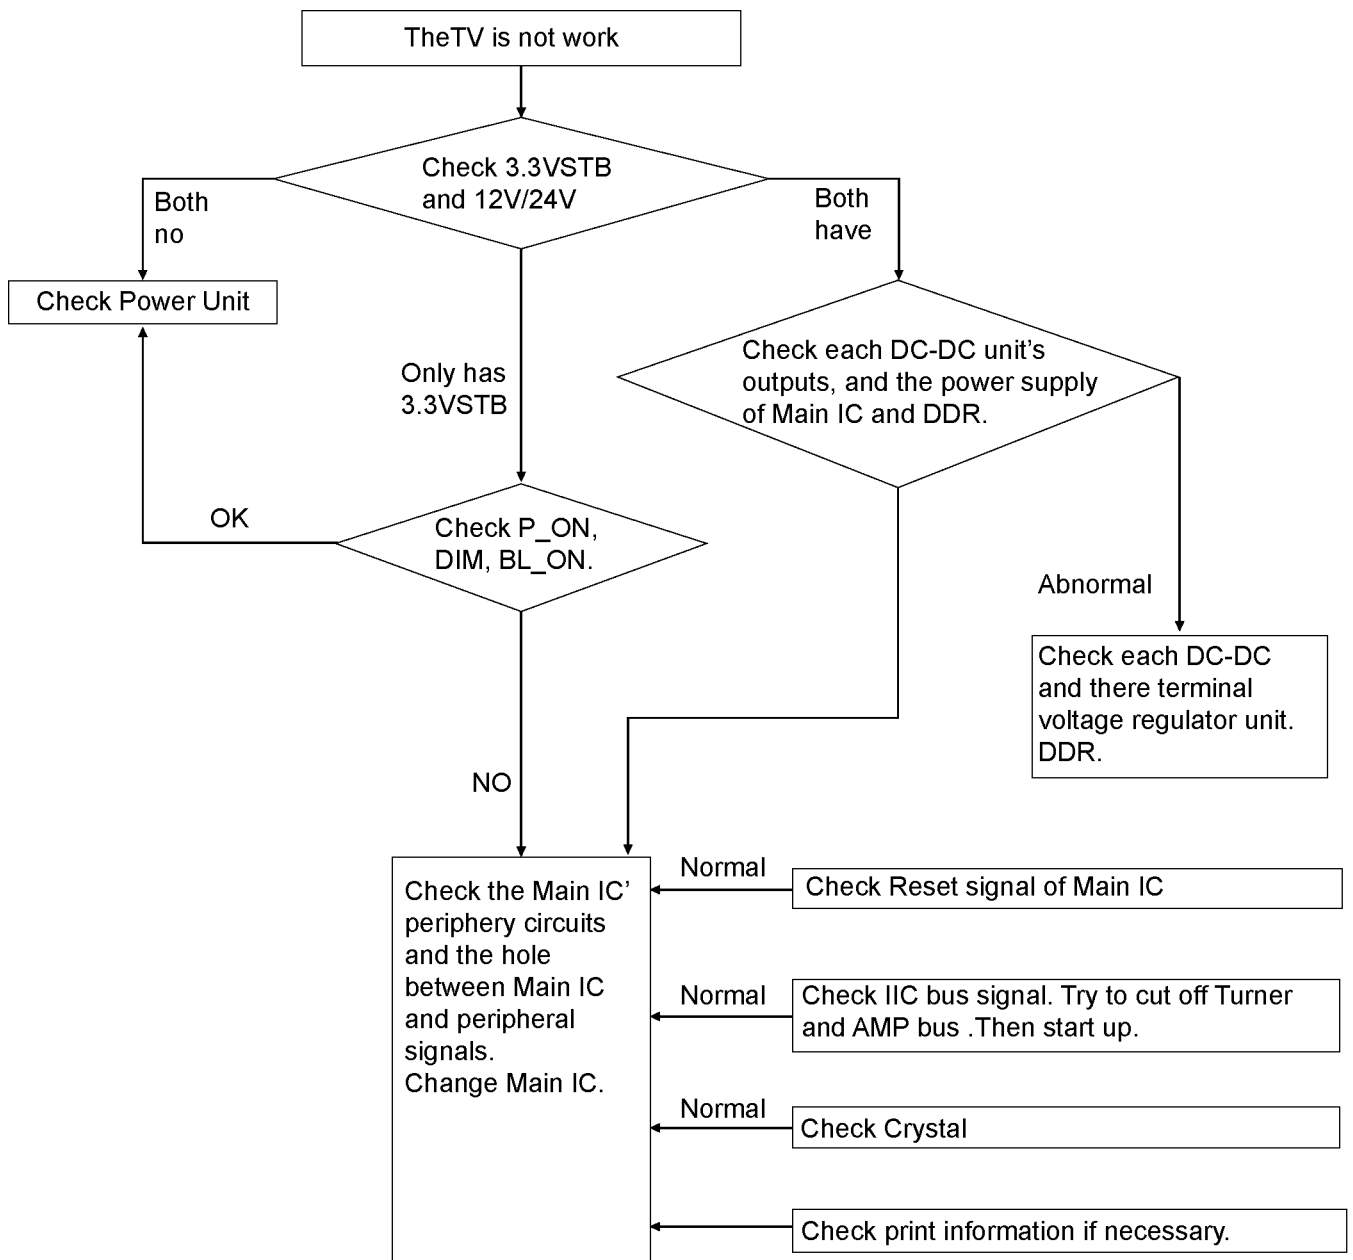 TheTV is not work
Check 3.3VSTB
and 12V/24V
Both
no
Both
have
Check Power Unit
Only has
3.3VSTB
Check each DC-DC unit's
outputs, and the power supply
of Main IC and DDR.
OK
Check P_ON,
DIM, BL_ON.
Abnormal
Check each DC-DC
and there terminal
voltage regulator unit.
DDR.
NO
Check the Main IC'
periphery circuits
and the hole
between Main IC
and peripheral
signals.
Change Main IC.
Normal
Check Reset signal of Main IC
Normal
Check IIC bus signal. Try to cut off Turner
and AMP bus .Then start up.
Normal
Check Crystal
Check print information if necessary.